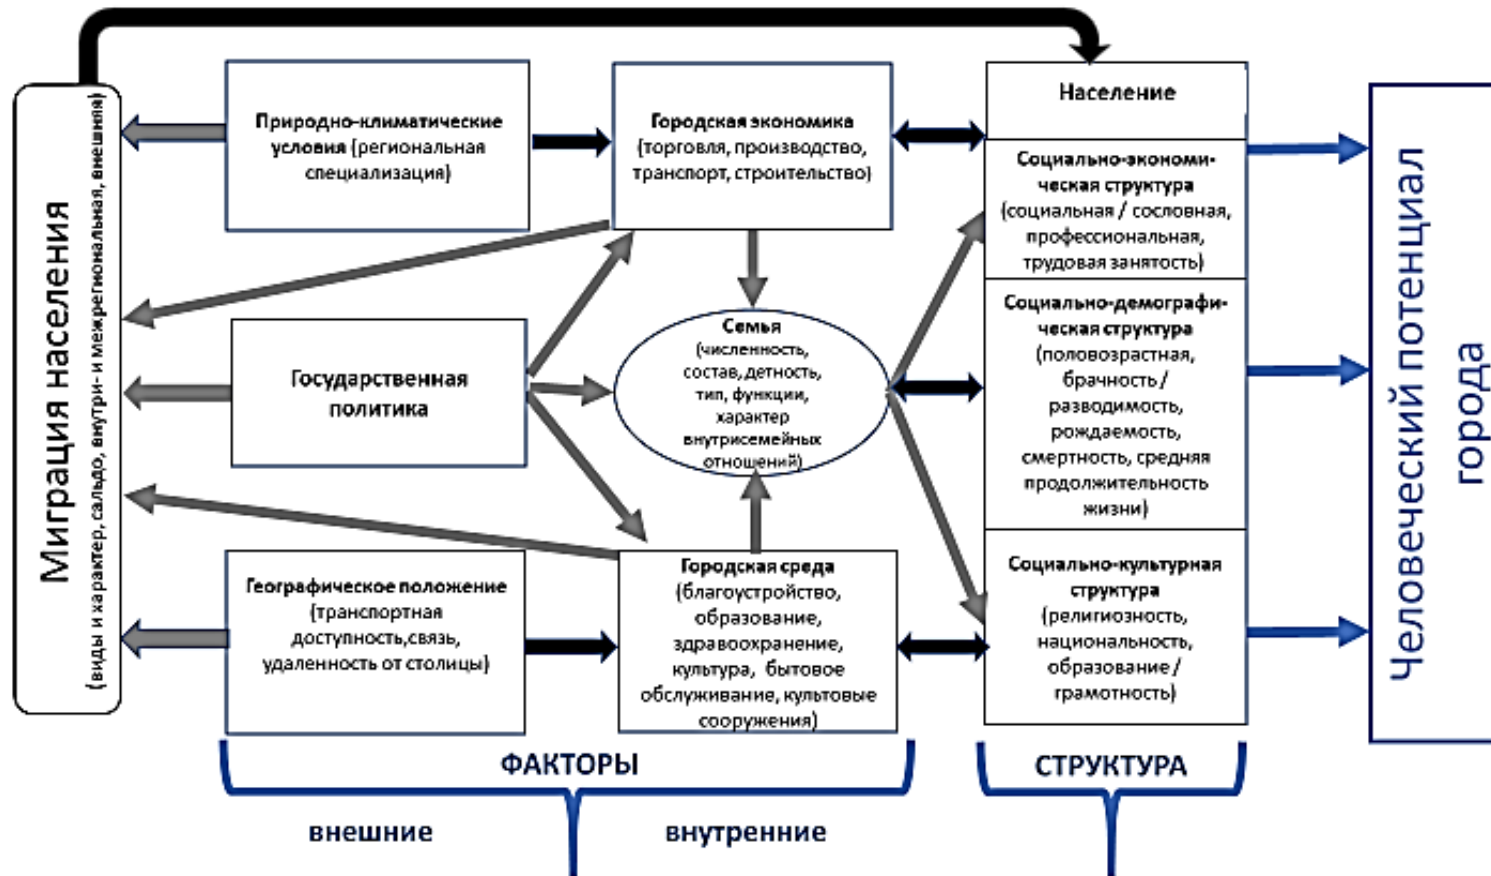 Миграция населения
(виды и характер, сальдо, внутри- и межрегиональная, внешняя)
Природно-климатические
условия (региональная
специализация)
Городская экономика
(торговля, производство,
транспорт, строительство)
Население
Социально-экономи-
ческая структура
(социальная / сословная,
профессиональная,
трудовая занятость)
Государственная
политика
Семья
(численность,
состав, детность,
тип, функции,
характер
внутрисемейных
отношений)
Социально-демографи-
ческая структура
(половозрастная,
брачность /
разводимость,
рождаемость,
смертность, средняя
продолжительность
жизни)
Географическое положение
(транспортная
доступность,связь,
удаленность от столицы)
Городская среда
(благоустройство,
образование,
здравоохранение,
культура, бытовое
обслуживание, культовые
сооружения)
Социально-культурная
структура
(религиозность,
национальность,
образование /
грамотность)
Человеческий потенциал
города
ФАКТОРЫ
СТРУКТУРА
внешние
внутренние